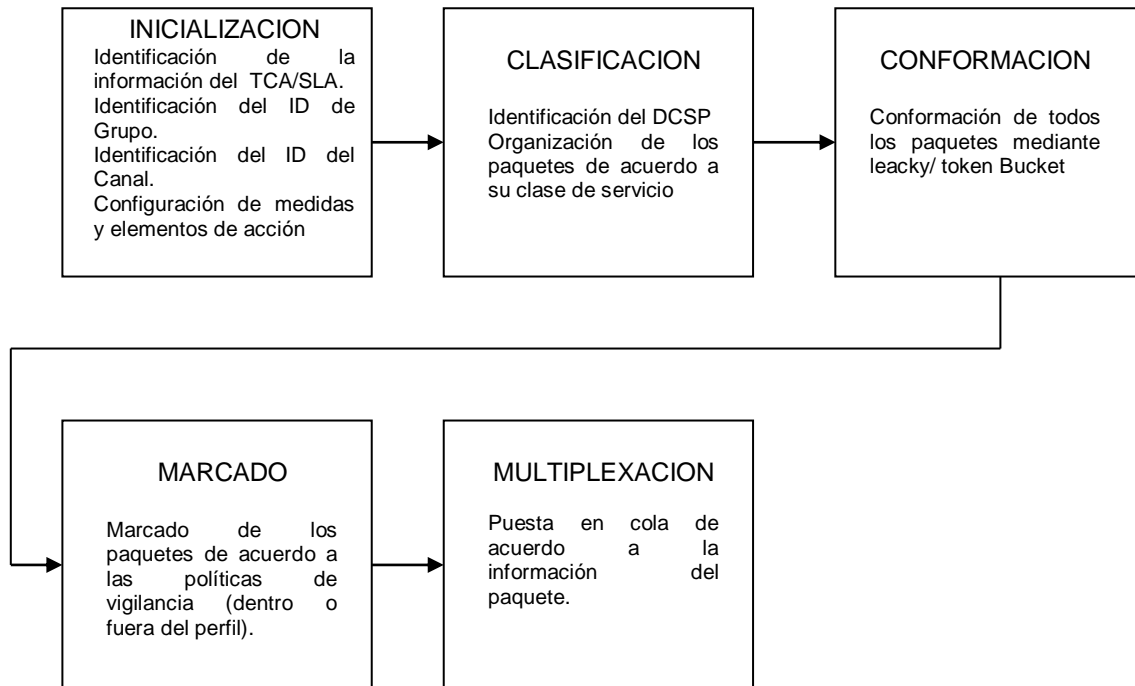 INICIALIZACION
Identificación de la
información del TCA/SLA.
Identificación del ID de
Grupo.
Identificación del ID del
Canal.
Configuración de medidas
y elementos de acción
CLASIFICACION
Identificación del DCSP
Organización de los
paquetes de acuerdo a
su clase de servicio
CONFORMACION
Conformación de todos
los paquetes mediante
leacky/ token Bucket
MARCADO
Marcado de los
paquetes de acuerdo a
las políticas de
vigilancia (dentro o
fuera del perfil).
MULTIPLEXACION
Puesta en cola de
acuerdo a la
información del
paquete.